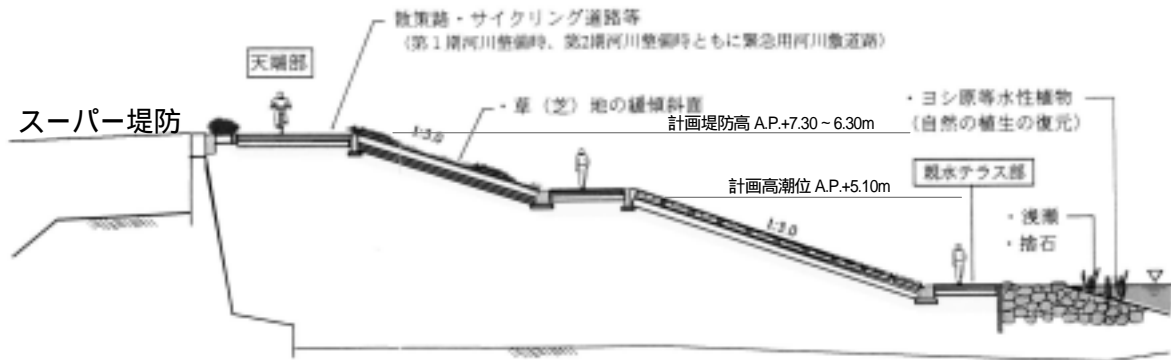 散策路・サイクリング道路等
（第１期河川整備時、第2期河川整備時ともに緊急用河川敷道路）
天端部
スーパー堤防
・草（芝）地の緩傾斜面
1:3.0
計画堤防高 A.P.+7.30 ~ 6.30m
・ヨシ原等水性植物
（自然の植生の復元）
計画高潮位 A.P.+5.10m
親水テラス部
1:3.0
・浅瀬
・捨石